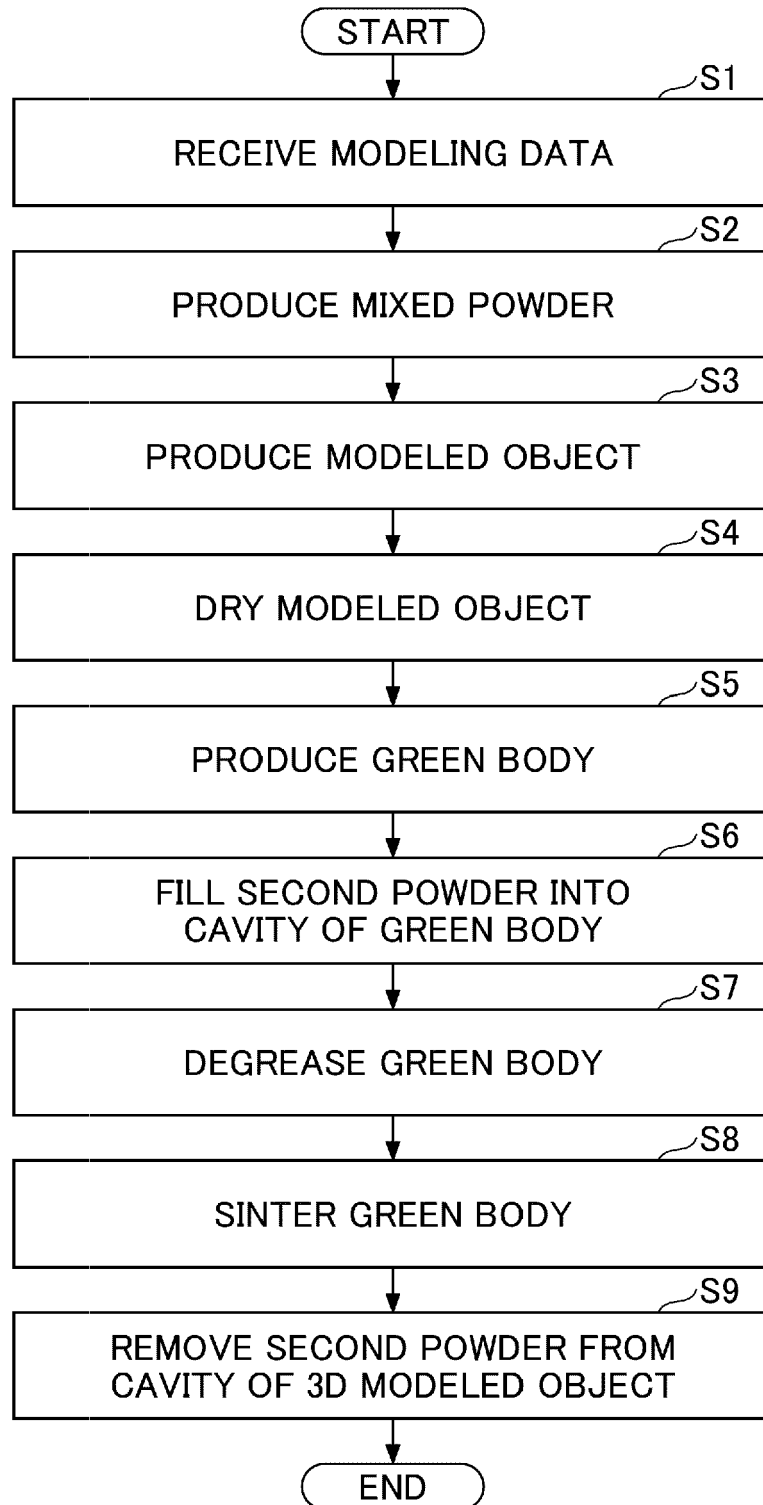 START
S1
RECEIVE MODELING DATA
S2
PRODUCE MIXED POWDER
S3
PRODUCE MODELED OBJECT
S4
DRY MODELED OBJECT
S5
PRODUCE GREEN BODY
S6
FILL SECOND POWDER INTO
CAVITY OF GREEN BODY
S7
DEGREASE GREEN BODY
S8
SINTER GREEN BODY
S9
REMOVE SECOND POWDER FROM
CAVITY OF 3D MODELED OBJECT
END